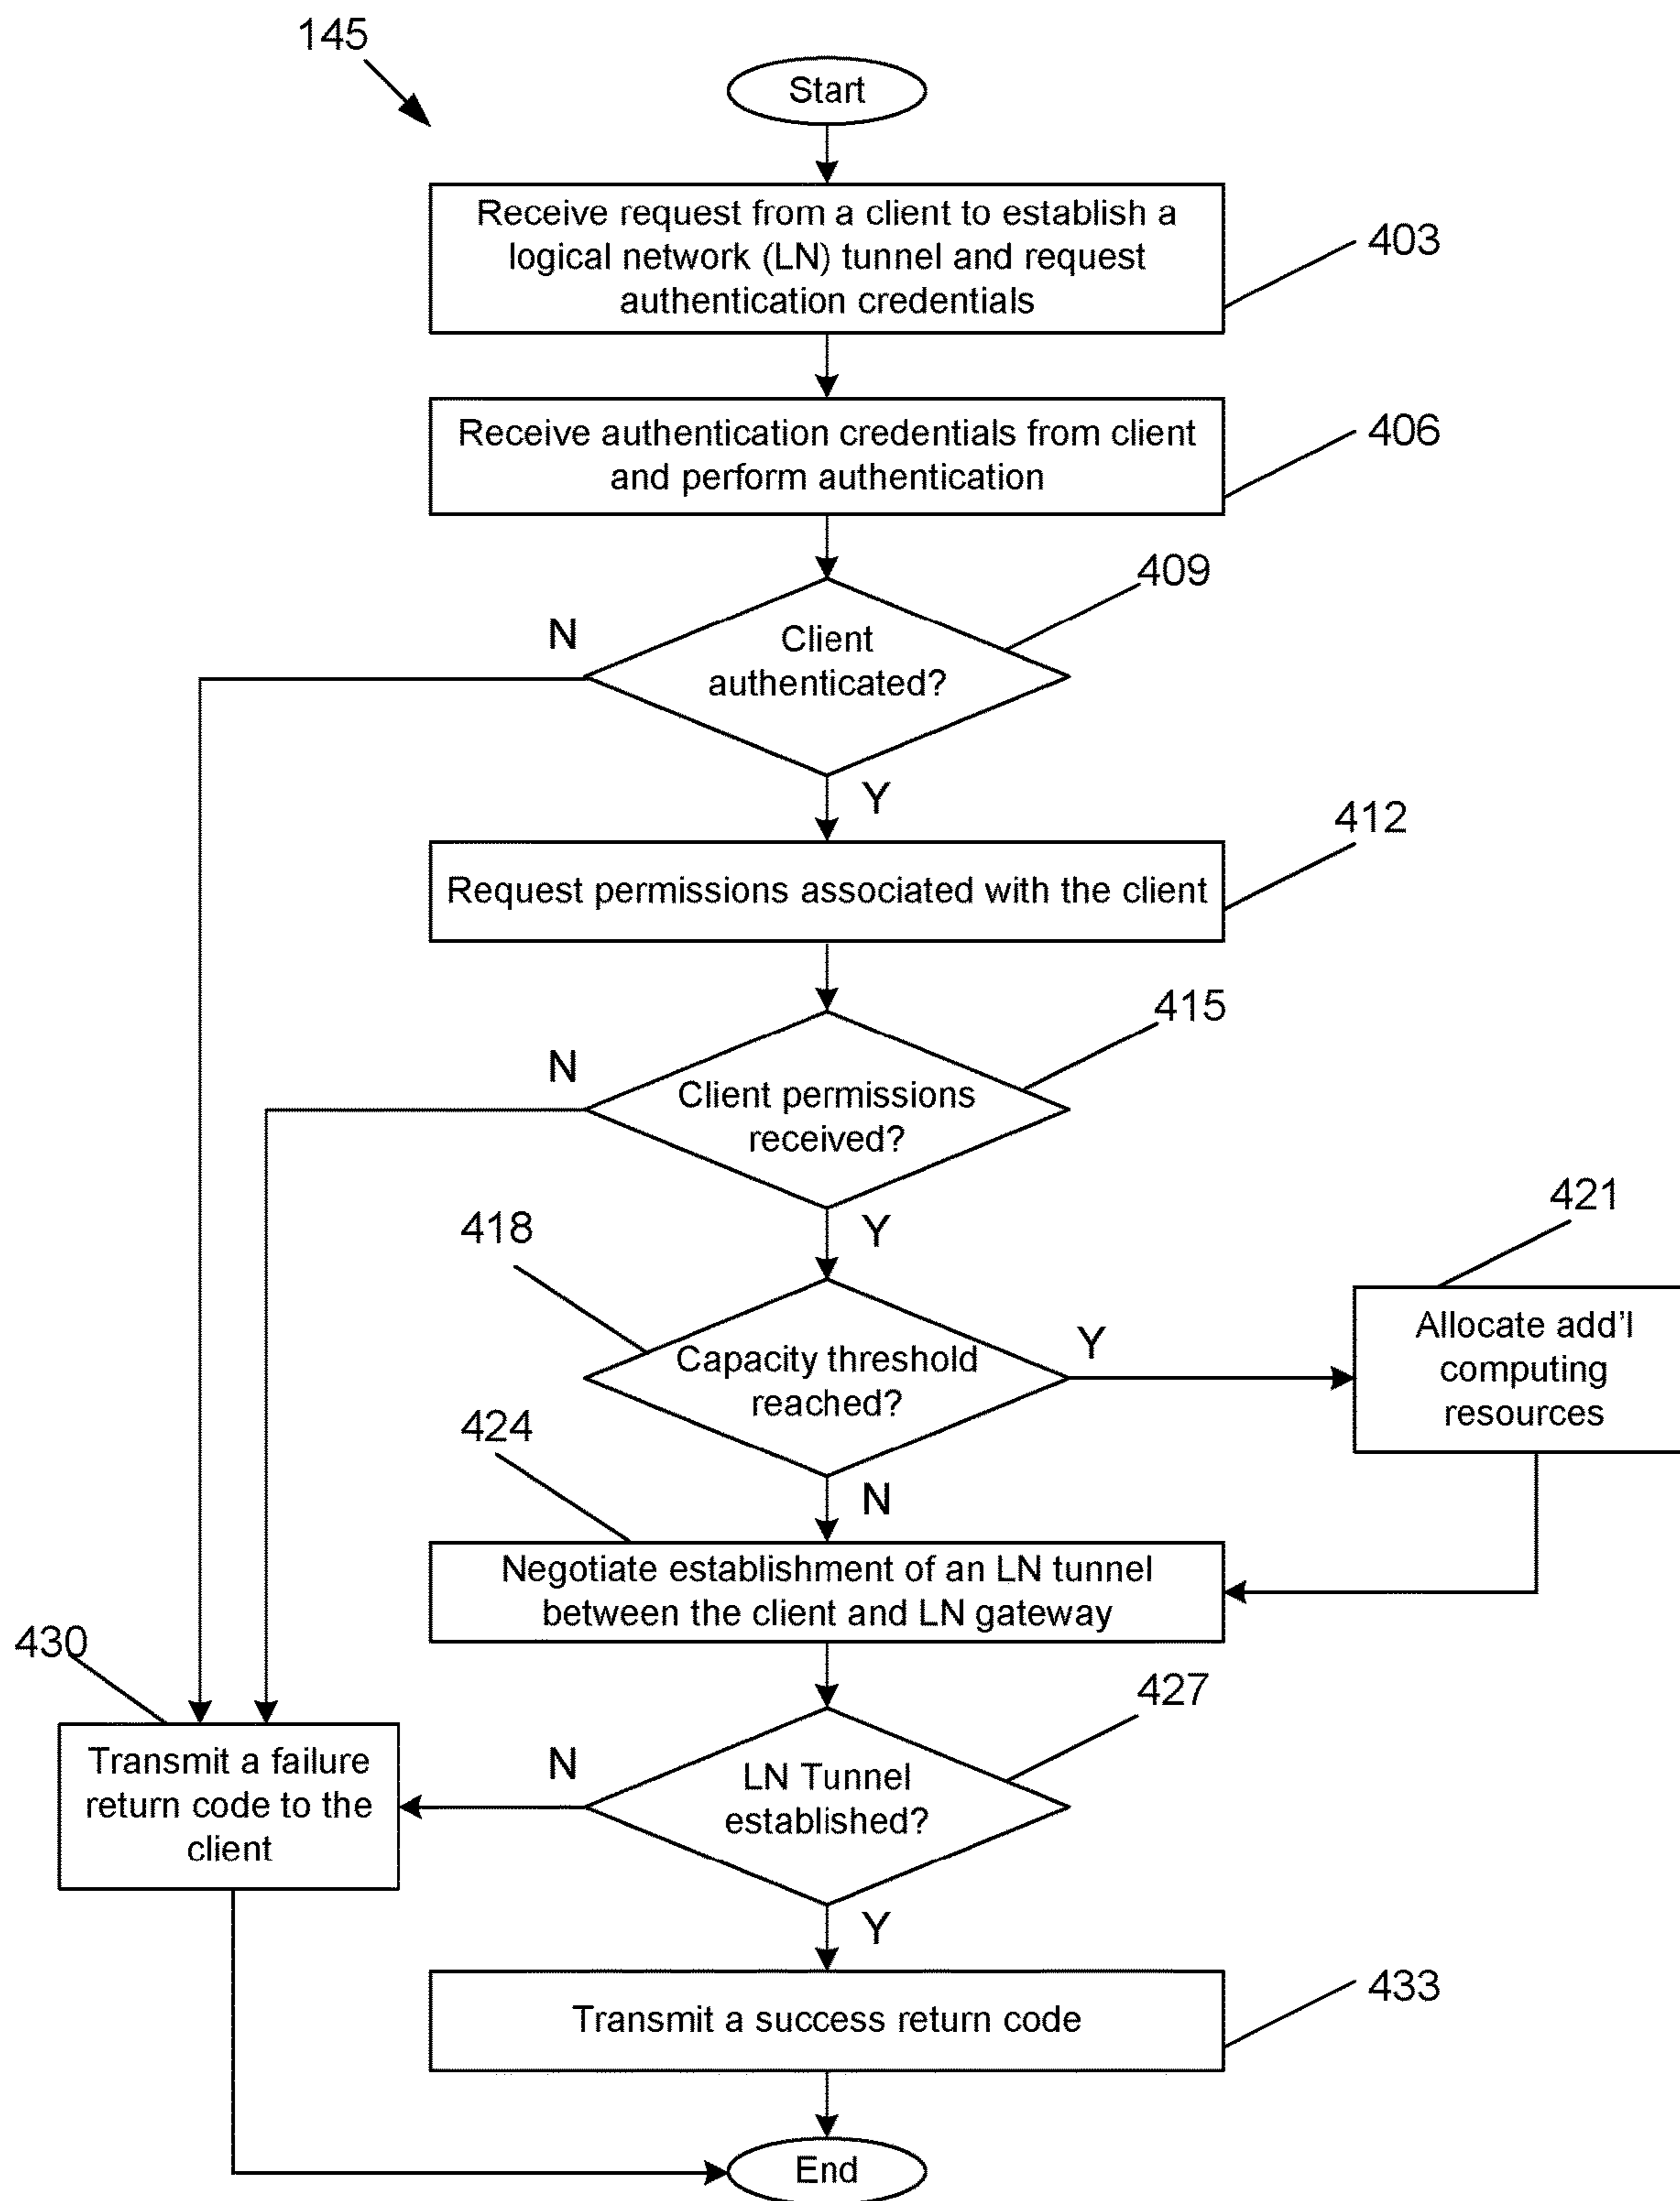 145
Start
Receive request from a client to establish a
logical network (LN) tunnel and request
authentication credentials
403
Receive authentication credentials from client
and perform authentication
406
409
N
Client
authenticated?
Y
412
Request permissions associated with the client
415
N
Client permissions
received?
Y
418
421
Capacity threshold
reached?
Y
Allocate add'l
computing
resources
424
N
Negotiate establishment of an LN tunnel
between the client and LN gateway
430
427
Transmit a failure
return code to the
client
N
LN Tunnel
established?
Y
433
Transmit a success return code
End